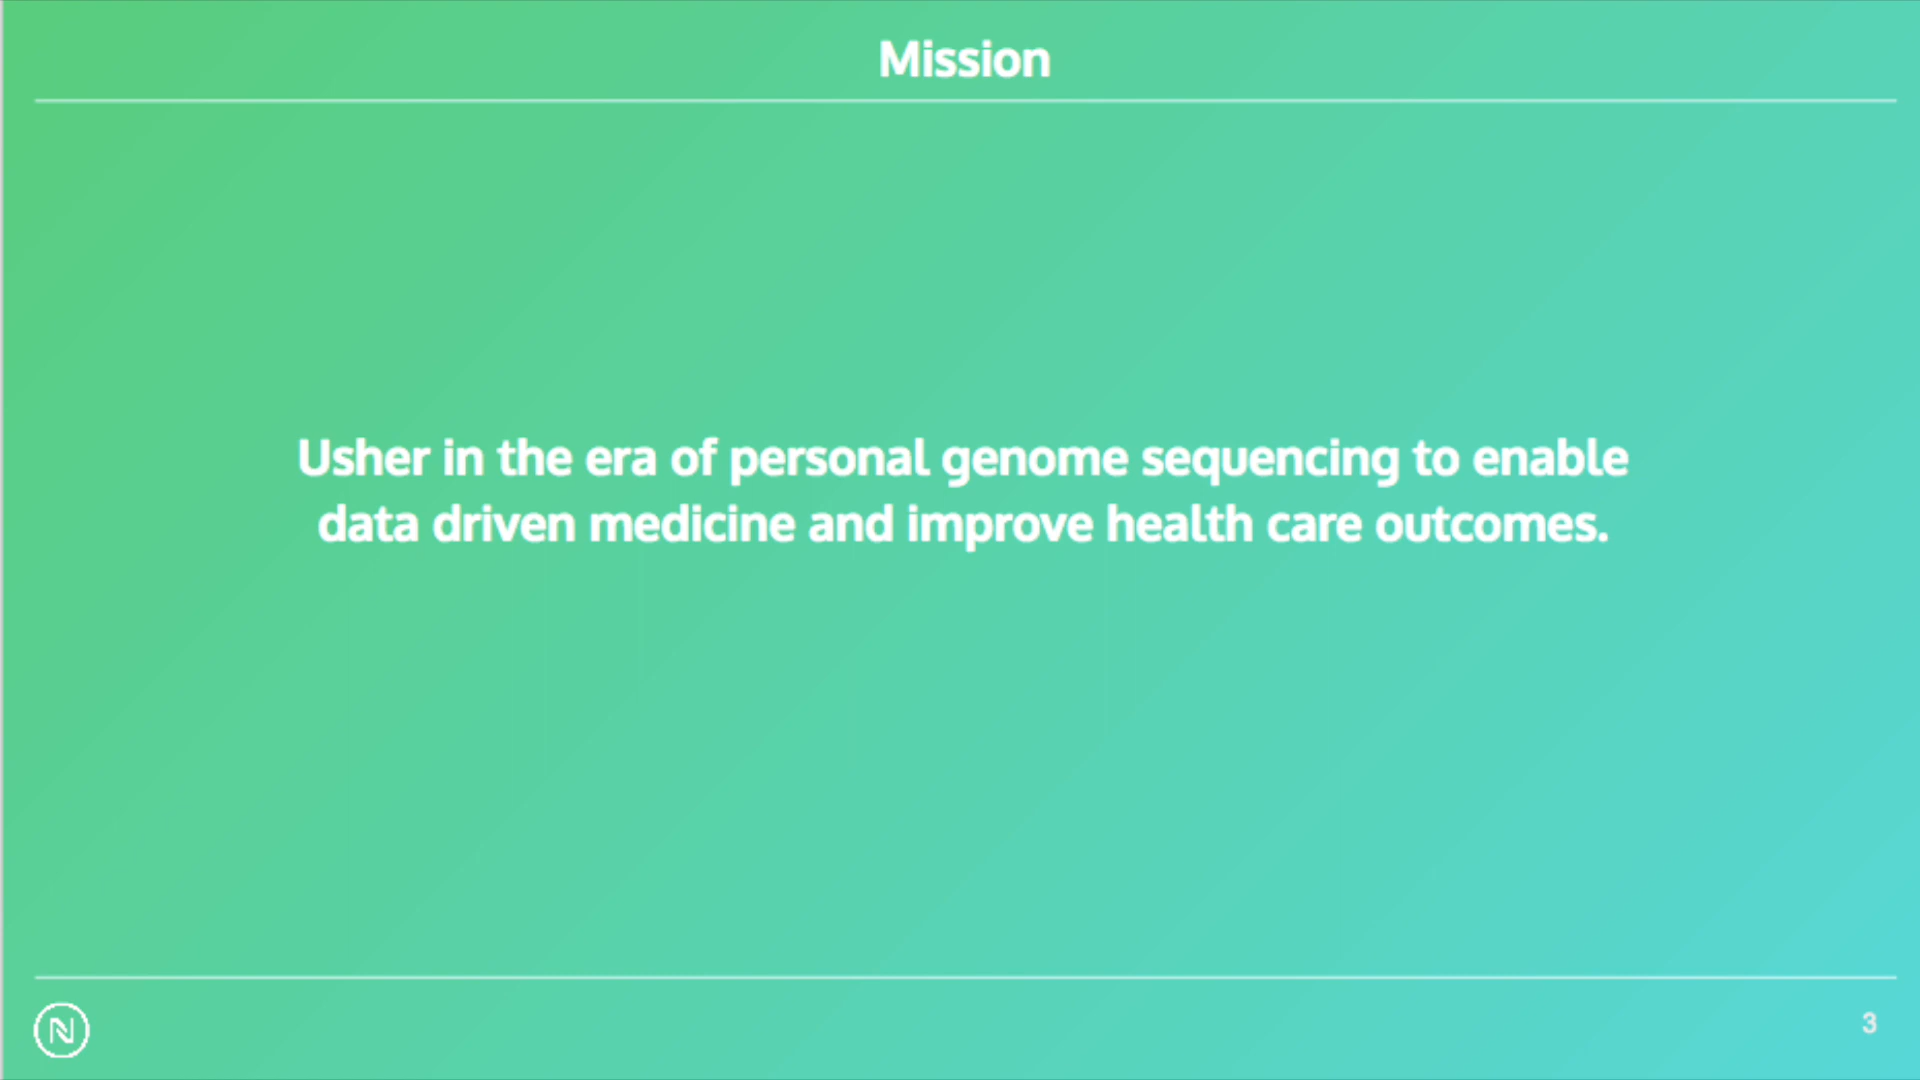 Mission
Usher in the era of personal genome sequencing to enable
data driven medicine and improve health care outcomes.
N
3